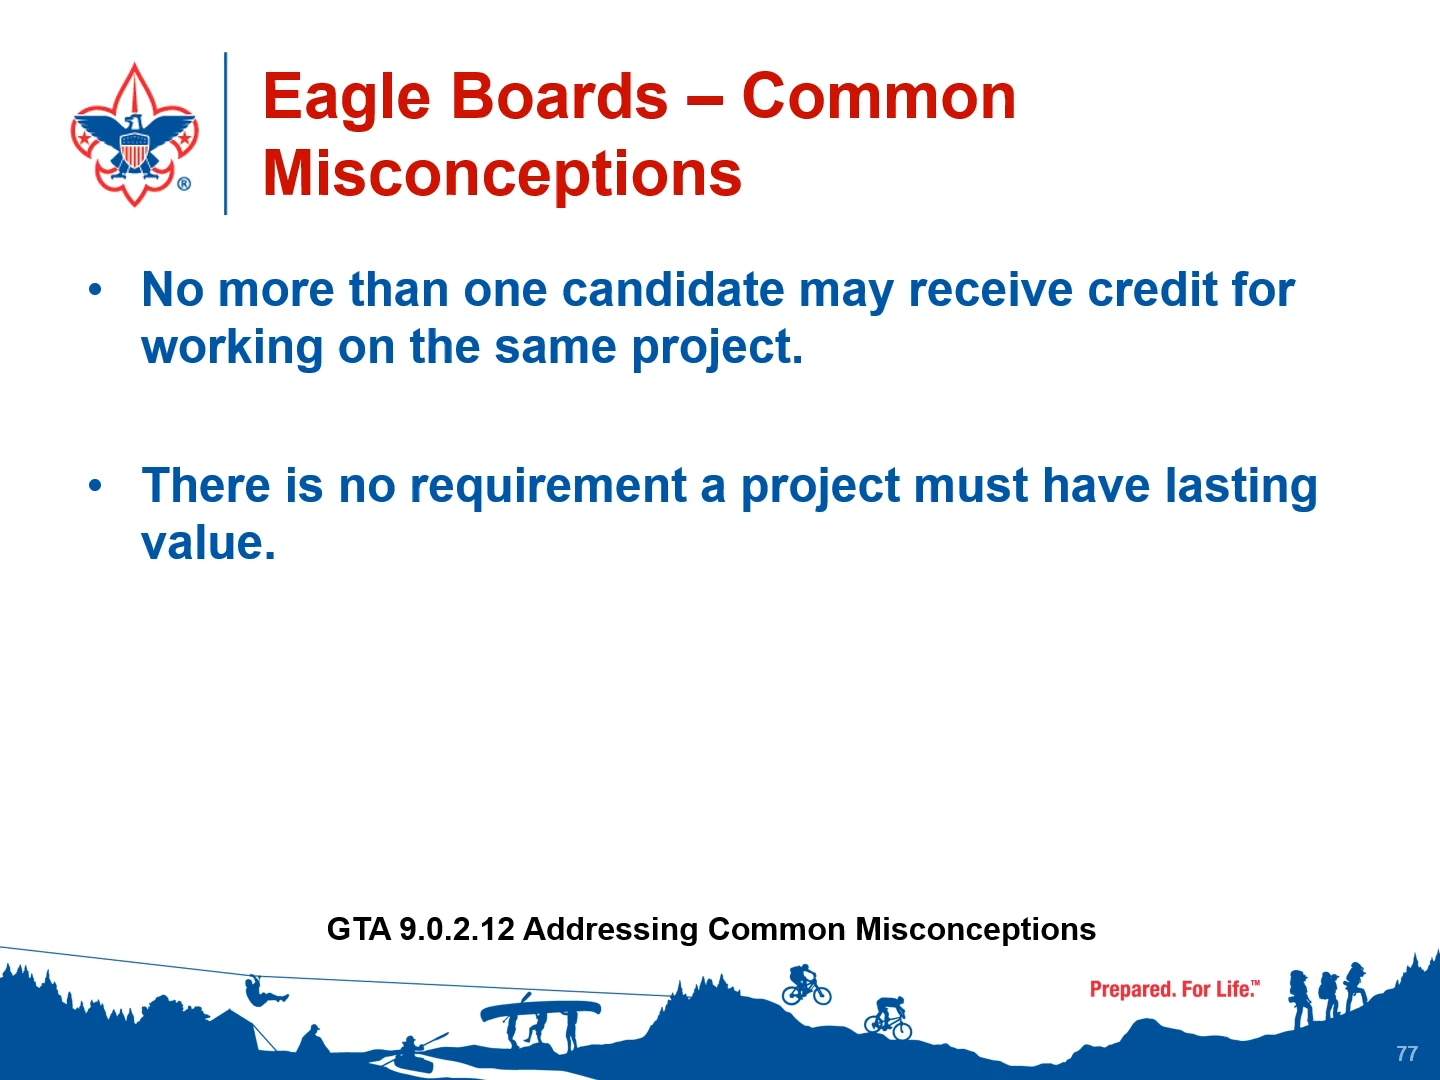 Eagle Boards – Common
Misconceptions
®
• No more than one candidate may receive credit for
working on the same project.
• There is no requirement a project must have lasting
value.
GTA 9.0.2.12 Addressing Common Misconceptions
Prepared. For Life.™
77